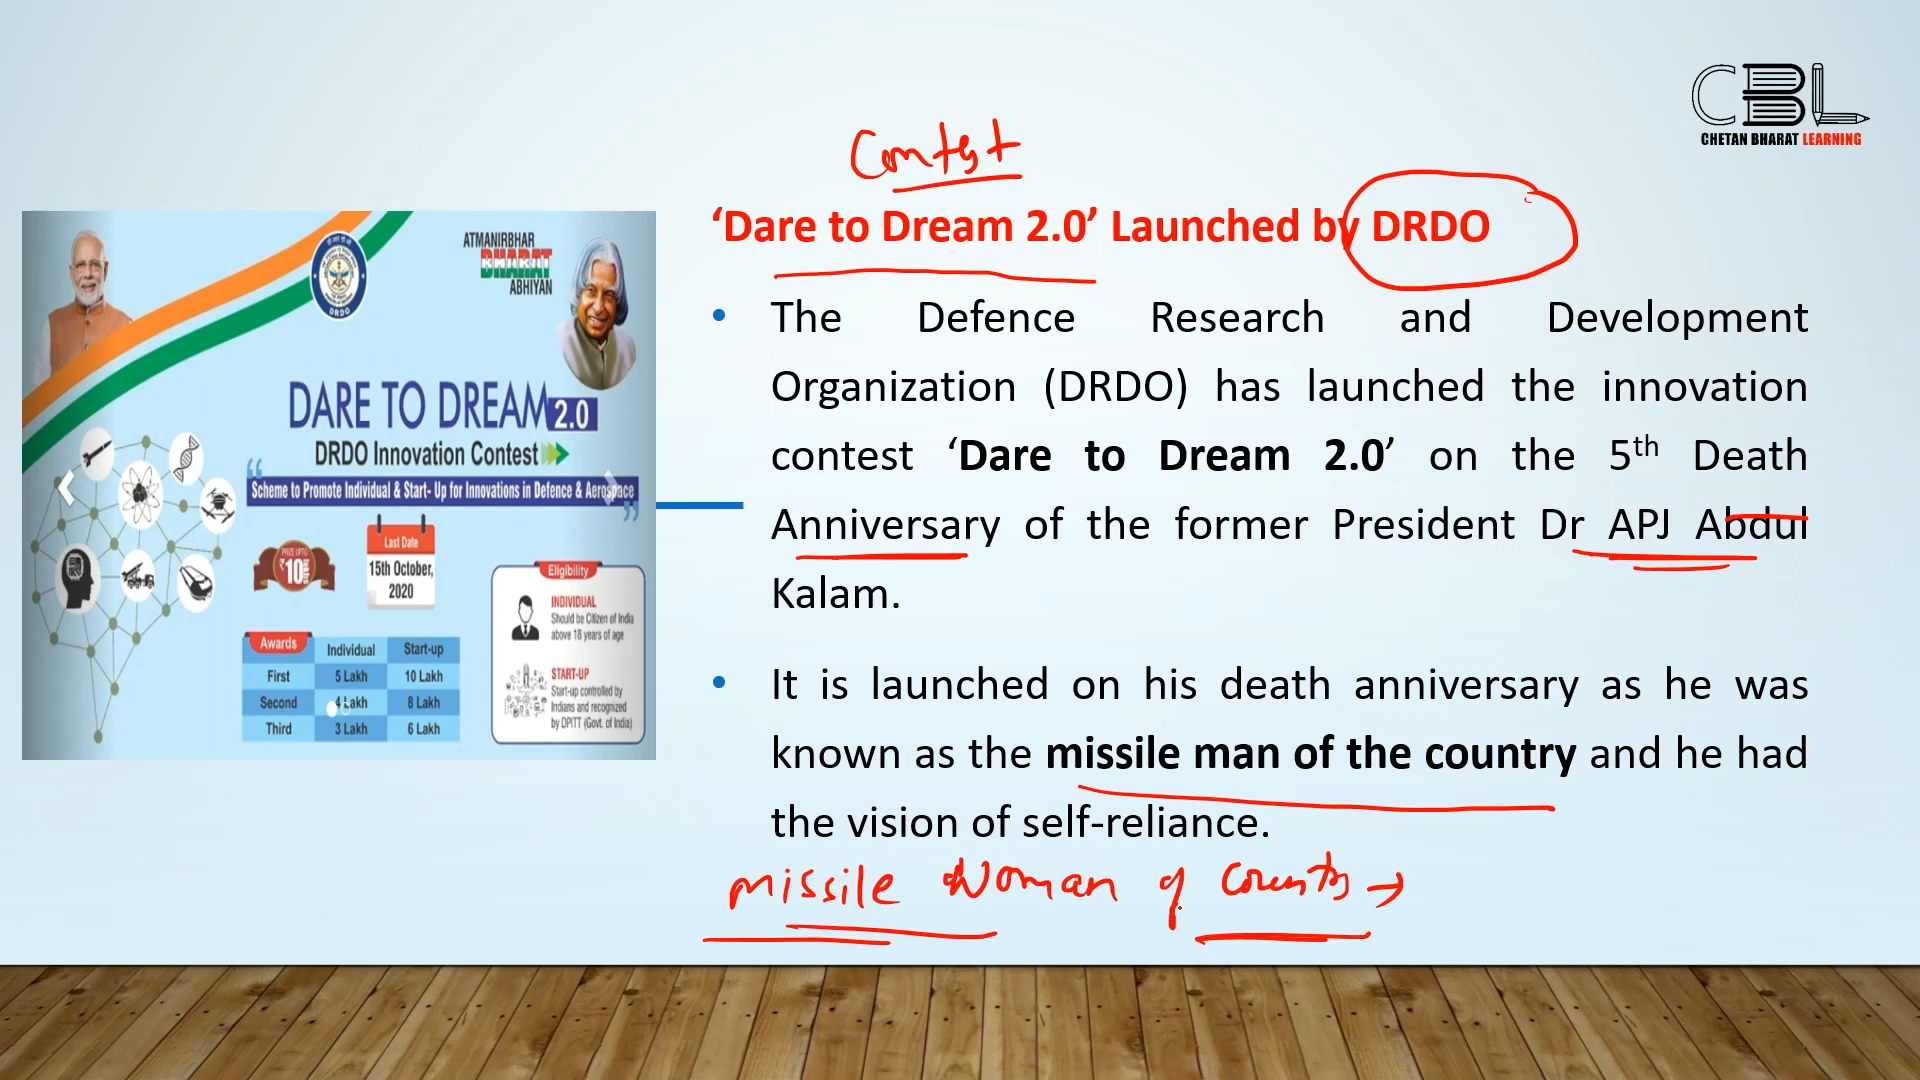 CBL
CHETAN BHARAT LEARNING
Contest
‘Dare to Dream 2.0’ Launched by DRDO
• The Defence Research and Development
Organization (DRDO) has launched the innovation
contest ‘Dare to Dream 2.0’ on the 5th Death
Anniversary of the former President Dr APJ Abdul
Kalam.
• It is launched on his death anniversary as he was
known as the missile man of the country and he had
the vision of self-reliance.
missile woman of country →
ATMANIRBHAR
BHARAT
ABHIYAN
DRDO
DARE TO DREAM 2.0
DRDO Innovation Contest
“Scheme to Promote Individual & Start- Up for Innovations in Defence & Aerospace”
PRIZE UPTO
₹10
Last Date
15th October,
2020
Awards Individual Start-up
First 5 Lakh 10 Lakh
Second 4 Lakh 8 Lakh
Third 3 Lakh 6 Lakh
Eligibility
INDIVIDUAL
Should be Citizen of India
above 18 years of age
START-UP
Start-up controlled by
Indians and recognized
by DPITT (Govt. of India)